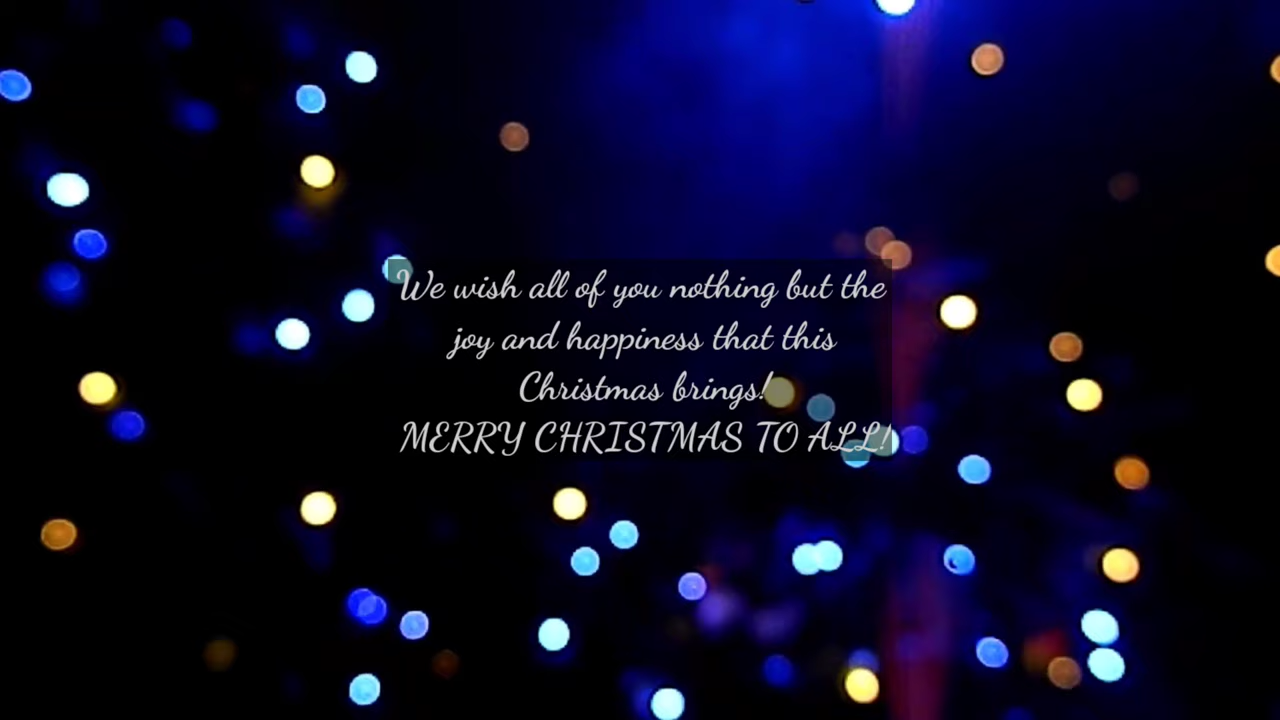 We wish all of you nothing but the
joy and happiness that this
Christmas brings!
MERRY CHRISTMAS TO ALL!